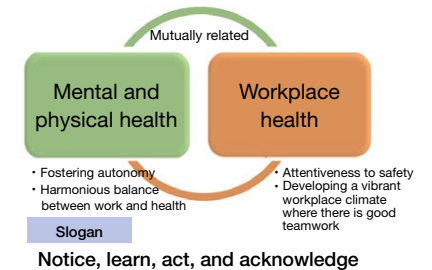 Mutually related
Mental and
physical health
Workplace
health
・Fostering autonomy
・Harmonious balance
between work and health
・Attentiveness to safety
・Developing a vibrant
workplace climate
where there is good
teamwork
Slogan
Notice, learn, act, and acknowledge